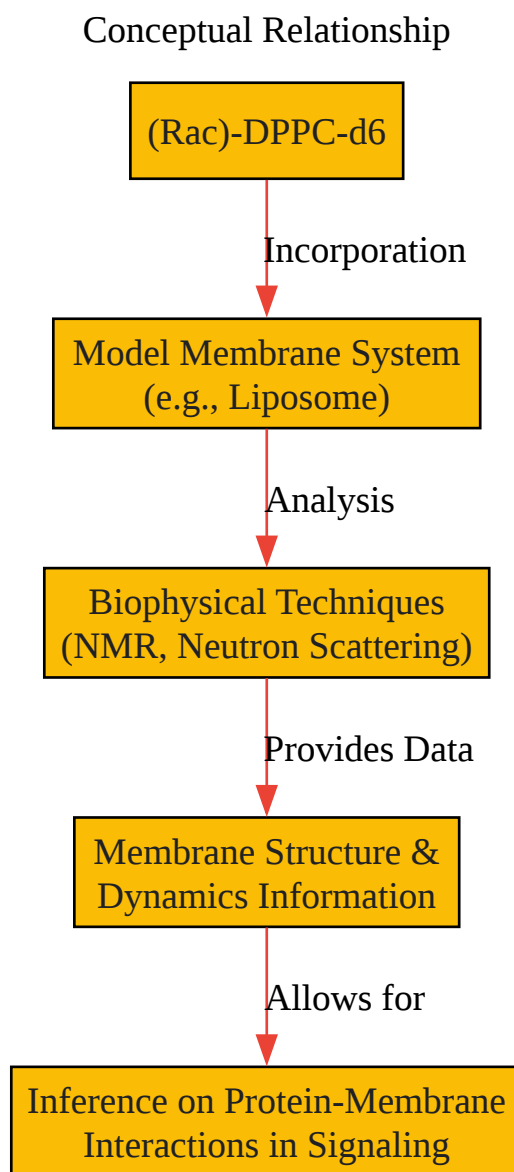 Conceptual Relationship
(Rac)-DPPC-d6
Incorporation
Model Membrane System
(e.g., Liposome)
Analysis
Biophysical Techniques
(NMR, Neutron Scattering)
Provides Data
Membrane Structure &
Dynamics Information
Allows for
Inference on Protein-Membrane
Interactions in Signaling